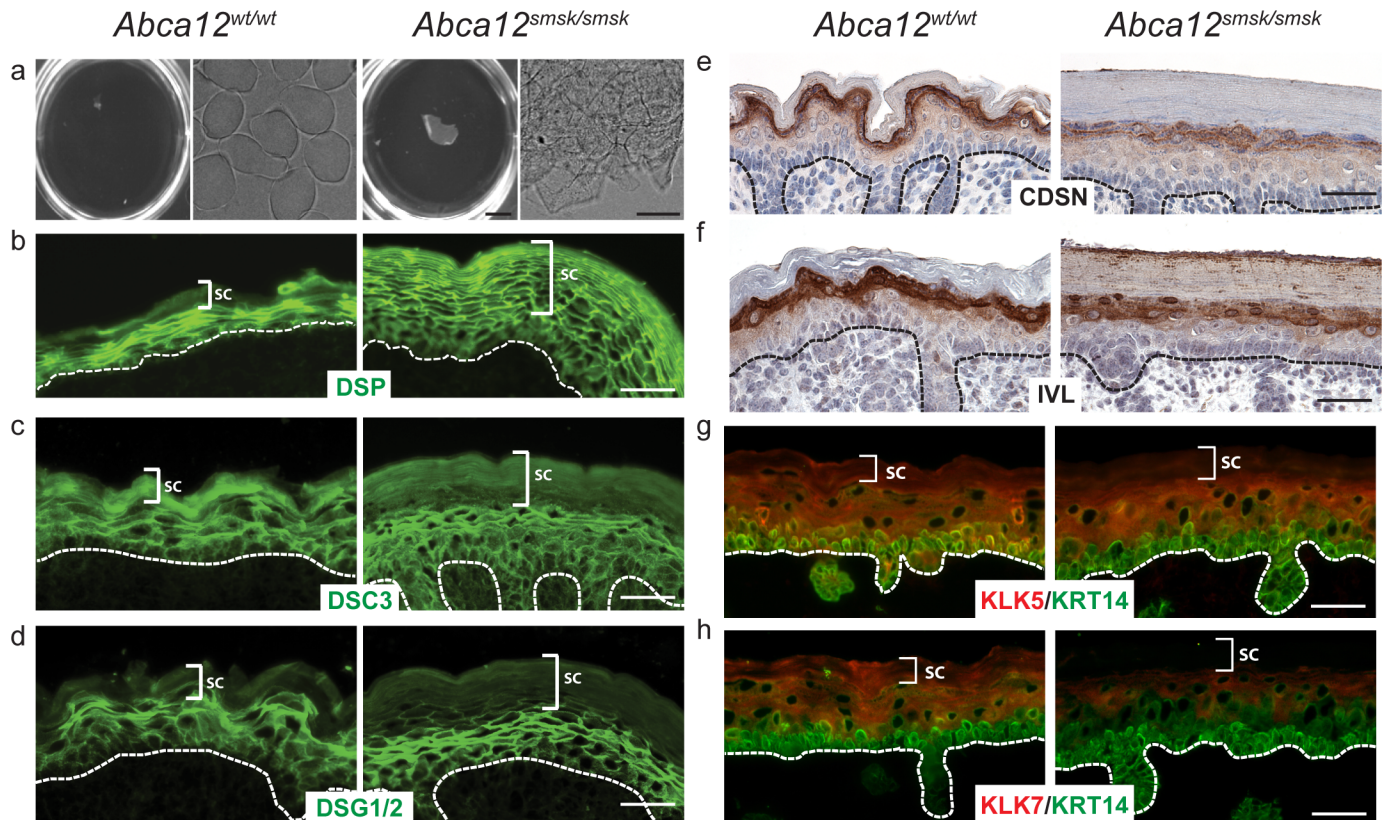 Abca12wt/wt
Abca12smsk/smsk
Abca12wt/wt
Abca12smsk/smsk
a
b
SC
SC
DSP
c
SC
SC
DSC3
d
SC
SC
DSG1/2
e
CDSN
f
IVL
g
SC
SC
KLK5/KRT14
h
SC
SC
KLK7/KRT14